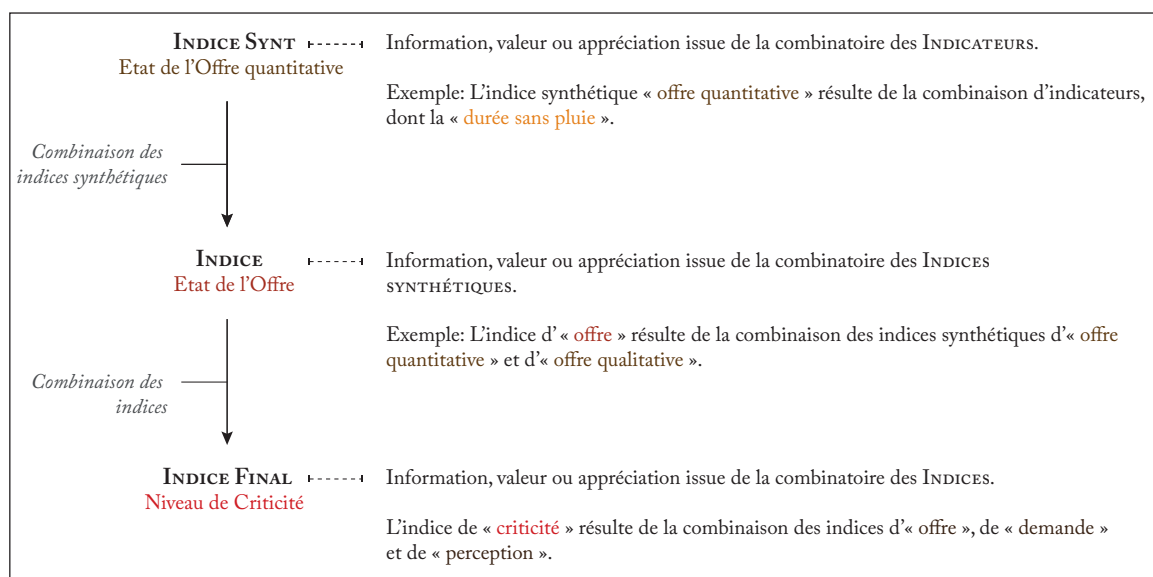 INDICE SYNT
Etat de l'Offre quantitative
Information, valeur ou appréciation issue de la combinatoire des INDICATEURS.
Exemple: L'indice synthétique « offre quantitative » résulte de la combinaison d'indicateurs,
dont la « durée sans pluie ».
Combinaison des
indices synthétiques
INDICE
Etat de l'Offre
Information, valeur ou appréciation issue de la combinatoire des INDICES
SYNTHÉTIQUES.
Exemple: L'indice d'« offre » résulte de la combinaison des indices synthétiques d'« offre
quantitative » et d'« offre qualitative ».
Combinaison des
indices
INDICE FINAL
Niveau de Criticité
Information, valeur ou appréciation issue de la combinatoire des INDICES.
L'indice de « criticité » résulte de la combinaison des indices d'« offre », de « demande »
et de « perception ».